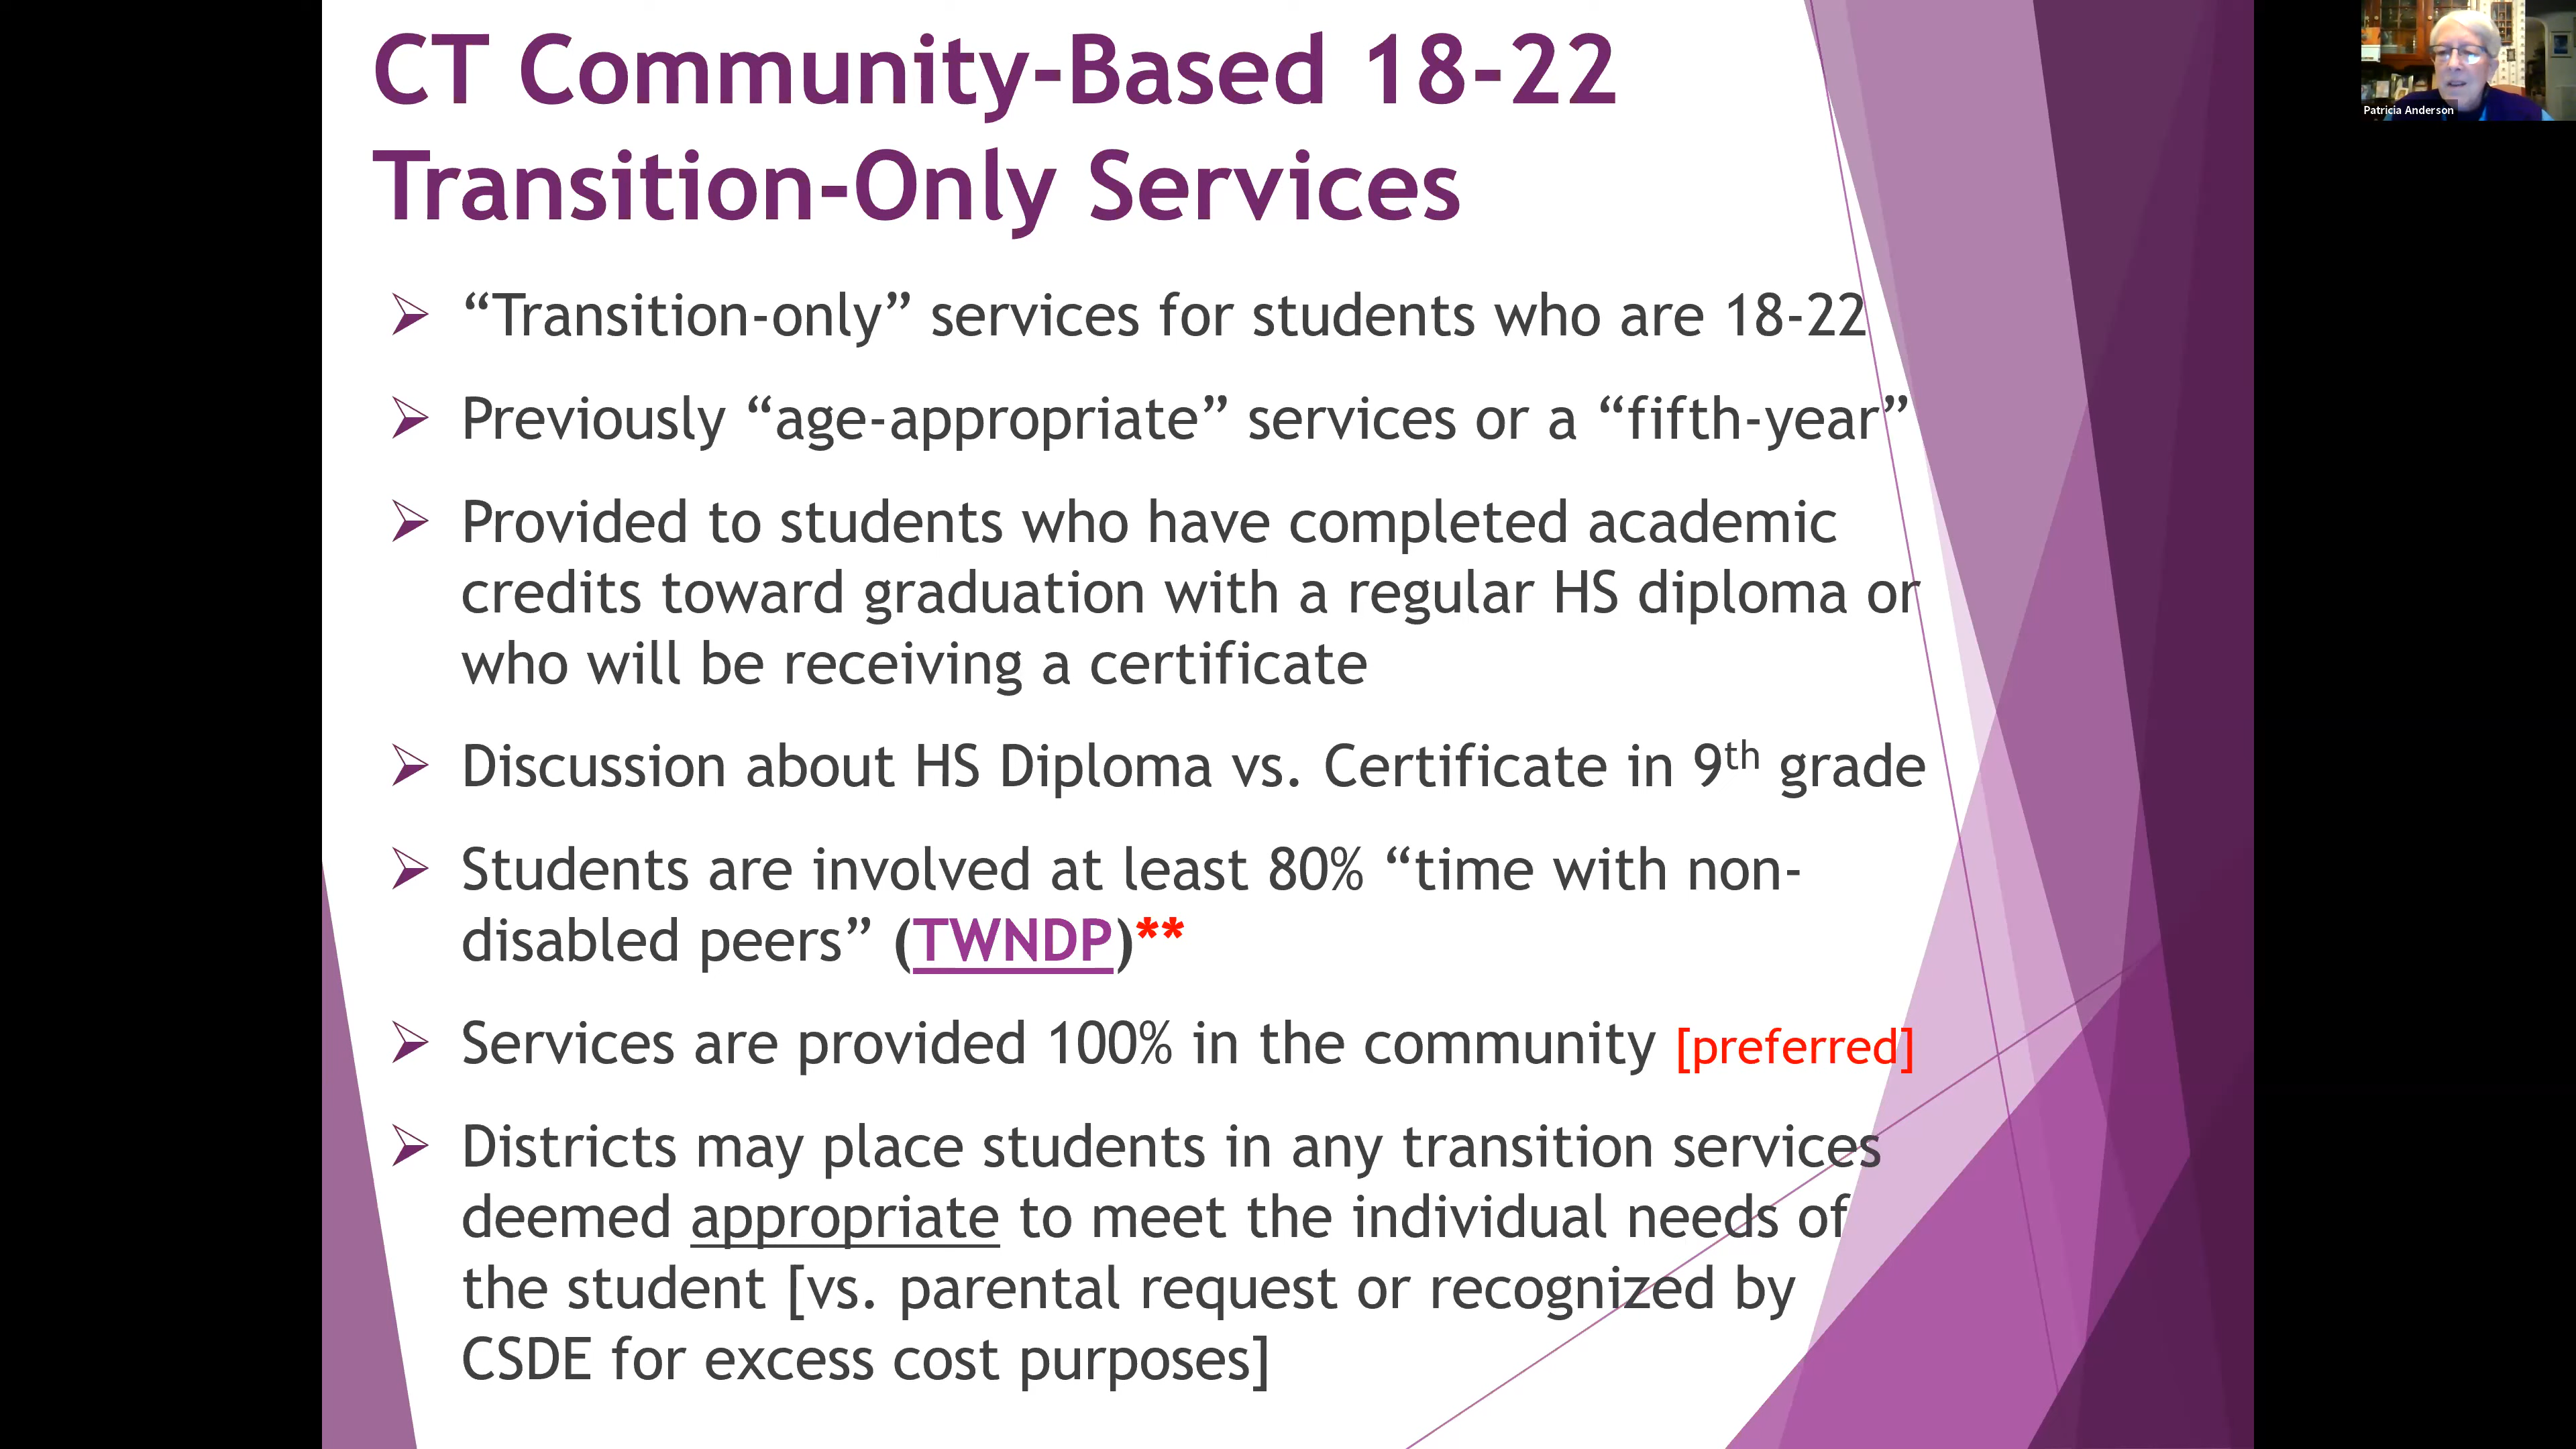 CT Community-Based 18-22
Transition-Only Services
Patricia Anderson
➢ “Transition-only” services for students who are 18-22
➢ Previously “age-appropriate” services or a “fifth-year”
➢ Provided to students who have completed academic
credits toward graduation with a regular HS diploma or
who will be receiving a certificate
➢ Discussion about HS Diploma vs. Certificate in 9th grade
➢ Students are involved at least 80% “time with non-
disabled peers” (TWNDP)**
➢ Services are provided 100% in the community [preferred]
➢ Districts may place students in any transition services
deemed appropriate to meet the individual needs of
the student [vs. parental request or recognized by
CSDE for excess cost purposes]